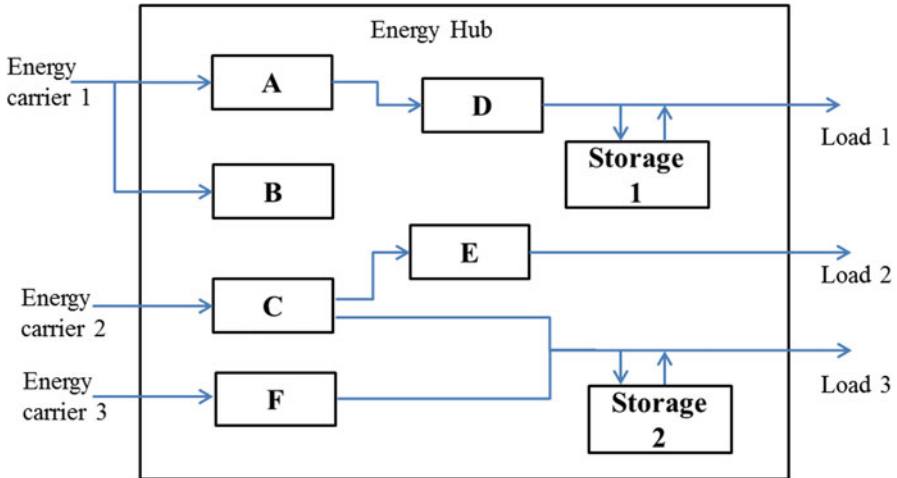 Energy Hub
Energy
carrier 1
A
D
Load 1
Storage
1
B
E
Load 2
Energy
carrier 2
C
Load 3
Energy
carrier 3
F
Storage
2